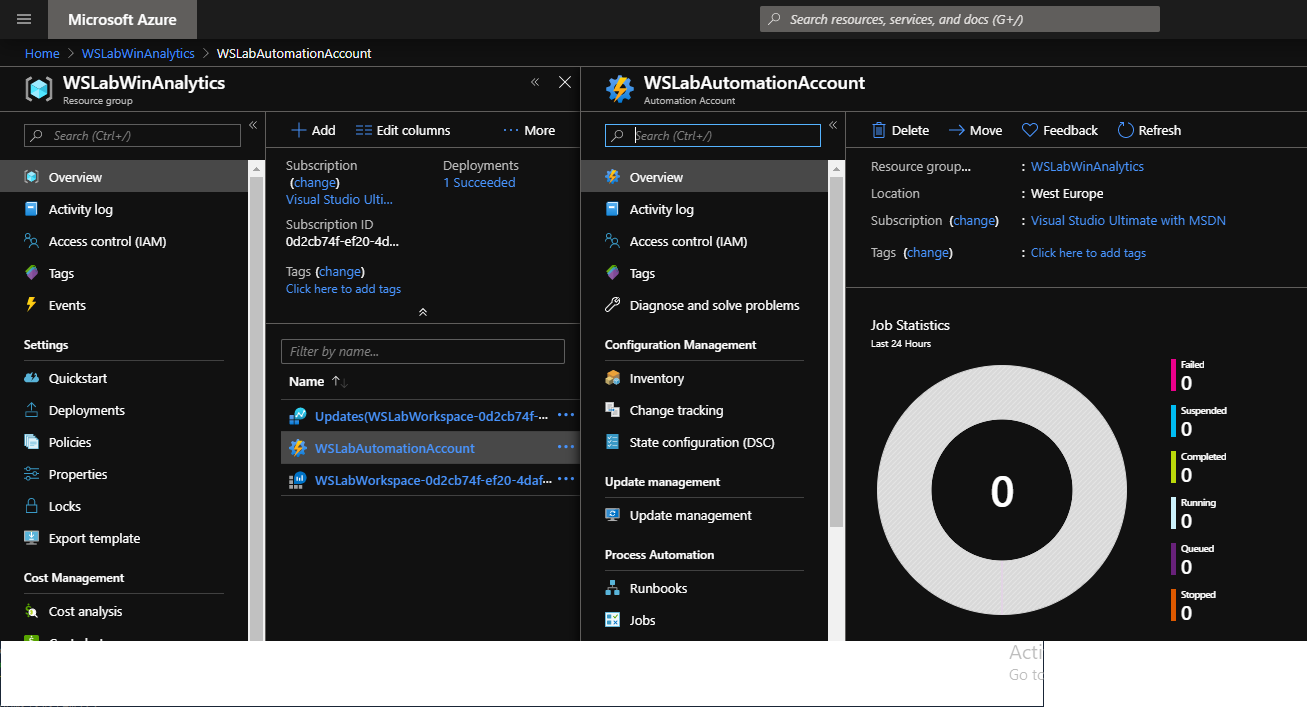 Microsoft Azure
Search resources, services, and docs (G+/)
Home > WSLabWinAnalytics > WSLabAutomationAccount
WSLabWinAnalytics
Resource group
Search (Ctrl+/)
Overview
Activity log
Access control (IAM)
Tags
Events
Settings
Quickstart
Deployments
Policies
Properties
Locks
Export template
Cost Management
Cost analysis
Add
Edit columns
More
Subscription
(change)
Visual Studio Ulti...
Deployments
1 Succeeded
Subscription ID
0d2cb74f-ef20-4d...
Tags (change)
Click here to add tags
Filter by name...
Name
Updates(WSLabWorkspace-0d2cb74f-...
WSLabAutomationAccount
WSLabWorkspace-0d2cb74f-ef20-4daf...
WSLabAutomationAccount
Automation Account
Search (Ctrl+/)
Overview
Activity log
Access control (IAM)
Tags
Diagnose and solve problems
Configuration Management
Inventory
Change tracking
State configuration (DSC)
Update management
Update management
Process Automation
Runbooks
Jobs
Delete
Move
Feedback
Refresh
Resource group... : WSLabWinAnalytics
Location : West Europe
Subscription (change) : Visual Studio Ultimate with MSDN
Tags (change) : Click here to add tags
Job Statistics
Last 24 Hours
0
Failed
0
Suspended
0
Completed
0
Running
0
Queued
0
Stopped
0
Acti
Go to